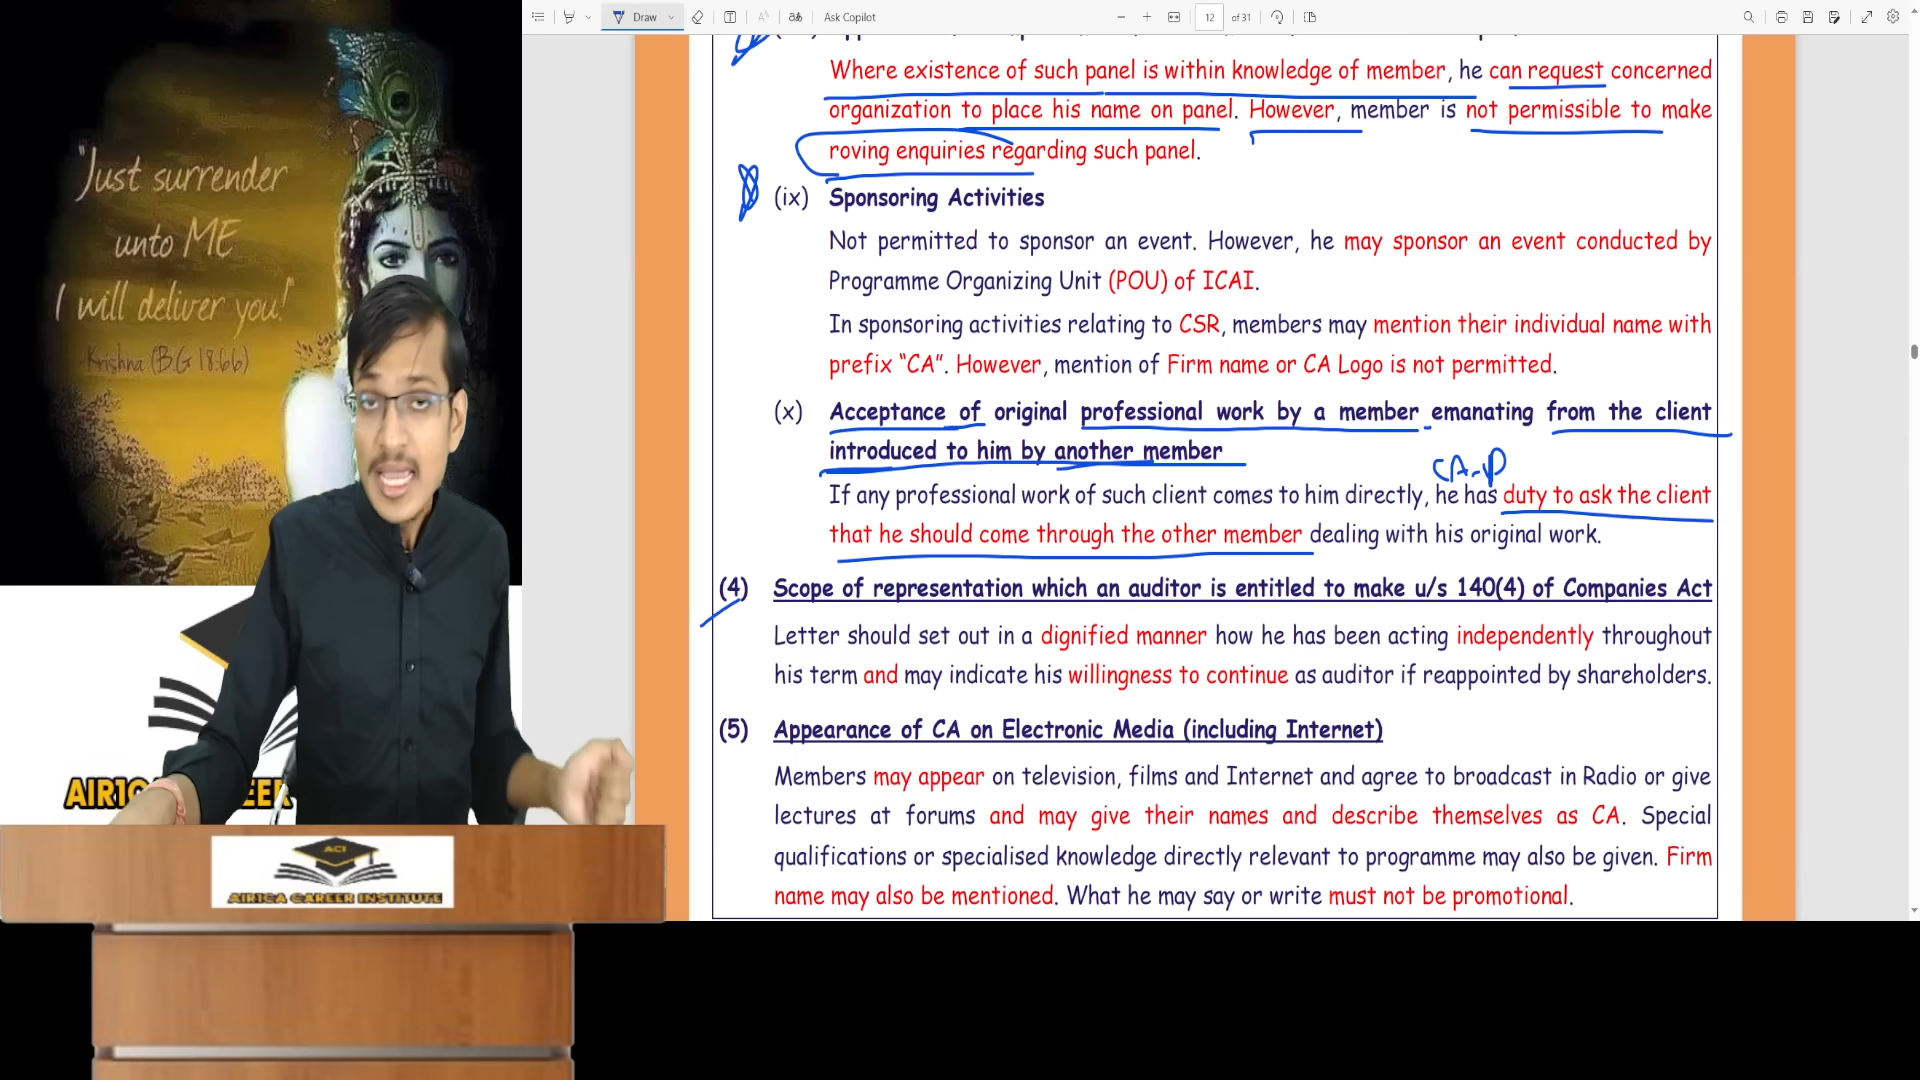 Draw
Ask Copilot
12 of 31
Where existence of such panel is within knowledge of member, he can request concerned
organization to place his name on panel. However, member is not permissible to make
roving enquiries regarding such panel.
(ix) Sponsoring Activities
Not permitted to sponsor an event. However, he may sponsor an event conducted by
Programme Organizing Unit (POU) of ICAI.
In sponsoring activities relating to CSR, members may mention their individual name with
prefix “CA”. However, mention of Firm name or CA Logo is not permitted.
(x) Acceptance of original professional work by a member emanating from the client
introduced to him by another member
CA-P
If any professional work of such client comes to him directly, he has duty to ask the client
that he should come through the other member dealing with his original work.
(4) Scope of representation which an auditor is entitled to make u/s 140(4) of Companies Act
Letter should set out in a dignified manner how he has been acting independently throughout
his term and may indicate his willingness to continue as auditor if reappointed by shareholders.
(5) Appearance of CA on Electronic Media (including Internet)
Members may appear on television, films and Internet and agree to broadcast in Radio or give
lectures at forums and may give their names and describe themselves as CA. Special
qualifications or specialised knowledge directly relevant to programme may also be given. Firm
name may also be mentioned. What he may say or write must not be promotional.
"Just surrender
unto ME
I will deliver you!"
Krishna (B.G 18:66)
ACI
AIR1CA CAREER INSTITUTE